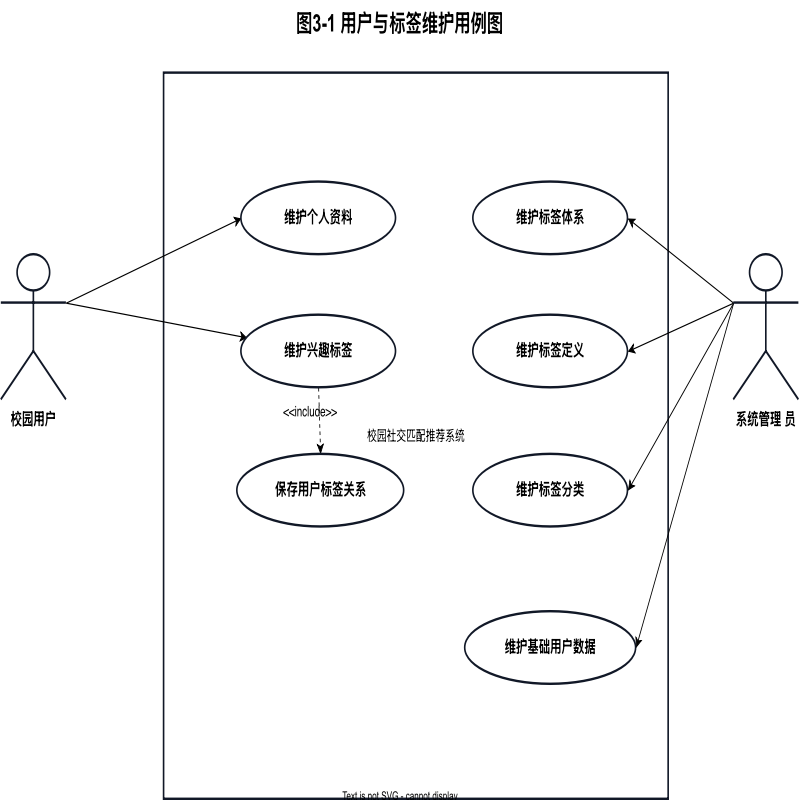 图3-1 用户与标签维护用例图
维护个人资料
维护标签体系
维护兴趣标签
维护标签定义
<<include>>
校园用户
系统管理 员
校园社交匹配推荐系统
保存用户标签关系
维护标签分类
维护基础用户数据
Text is not SVG - cannot display